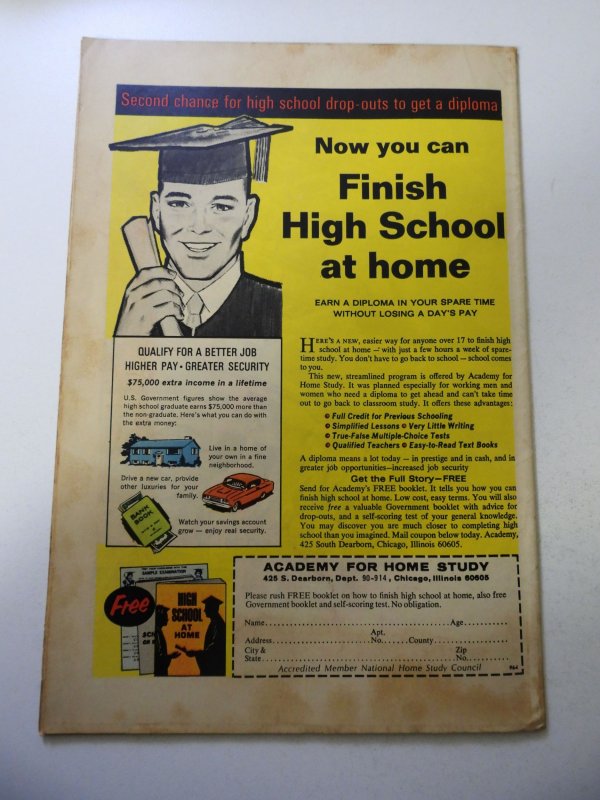 Second chance for high school drop-outs to get a diploma
Now you can
Finish
High School
at home
EARN A DIPLOMA IN YOUR SPARE TIME
WITHOUT LOSING A DAY'S PAY
QUALIFY FOR A BETTER JOB
HIGHER PAY • GREATER SECURITY
$75,000 extra income in a lifetime
U.S. Government figures show the average
high school graduate earns $75,000 more than
the non-graduate. Here's what you can do with
the extra money:
Live in a home of
your own in a fine
neighborhood.
Drive a new car, provide
other luxuries for your
family.
BANK
BOOK
Watch your savings account
grow — enjoy real security.
HERE'S A NEW, easier way for anyone over 17 to finish high
school at home — with just a few hours a week of spare-
time study. You don't have to go back to school — school comes
to you.
This new, streamlined program is offered by Academy for
Home Study. It was planned especially for working men and
women who need a diploma to get ahead and can't take time
out to go back to classroom study. It offers these advantages:
Full Credit for Previous Schooling
Simplified Lessons Very Little Writing
True-False Multiple-Choice Tests
Qualified Teachers Easy-to-Read Text Books
A diploma means a lot today — in prestige and in cash, and in
greater job opportunities—increased job security
Get the Full Story—FREE
Send for Academy's FREE booklet. It tells you how you can
finish high school at home. Low cost, easy terms. You will also
receive free a valuable Government booklet with advice for
drop-outs, and a self-scoring test of your general knowledge.
You may discover you are much closer to completing high
school than you imagined. Mail coupon below today. Academy,
425 South Dearborn, Chicago, Illinois 60605.
SAMPLE EXAMINATION
Free
HIGH
SCHOOL
AT
HOME
ACADEMY FOR HOME STUDY
425 S. Dearborn, Dept. 90-914, Chicago, Illinois 60605
Please rush FREE booklet on how to finish high school at home, also free
Government booklet and self-scoring test. No obligation.
Name Age
Address Apt. No. County
City & State Zip No.
Accredited Member National Home Study Council